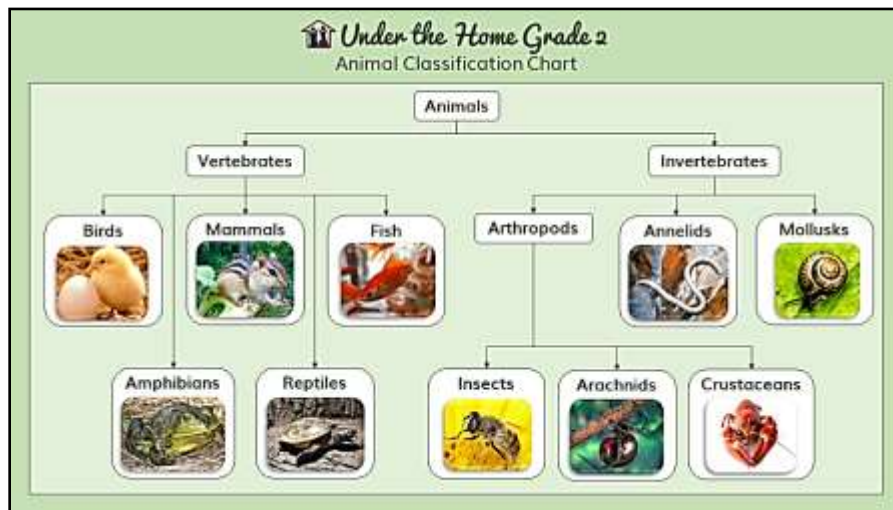 Under the Home Grade 2
Animal Classification Chart
Animals
Vertebrates
Invertebrates
Birds
Mammals
Fish
Arthropods
Annelids
Mollusks
Amphibians
Reptiles
Insects
Arachnids
Crustaceans